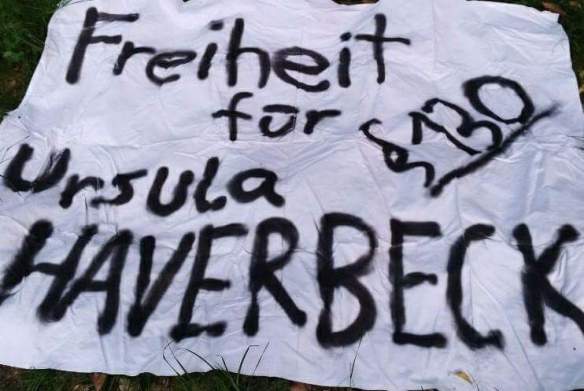 Freiheit
für
§130
Ursula
HAVERBECK